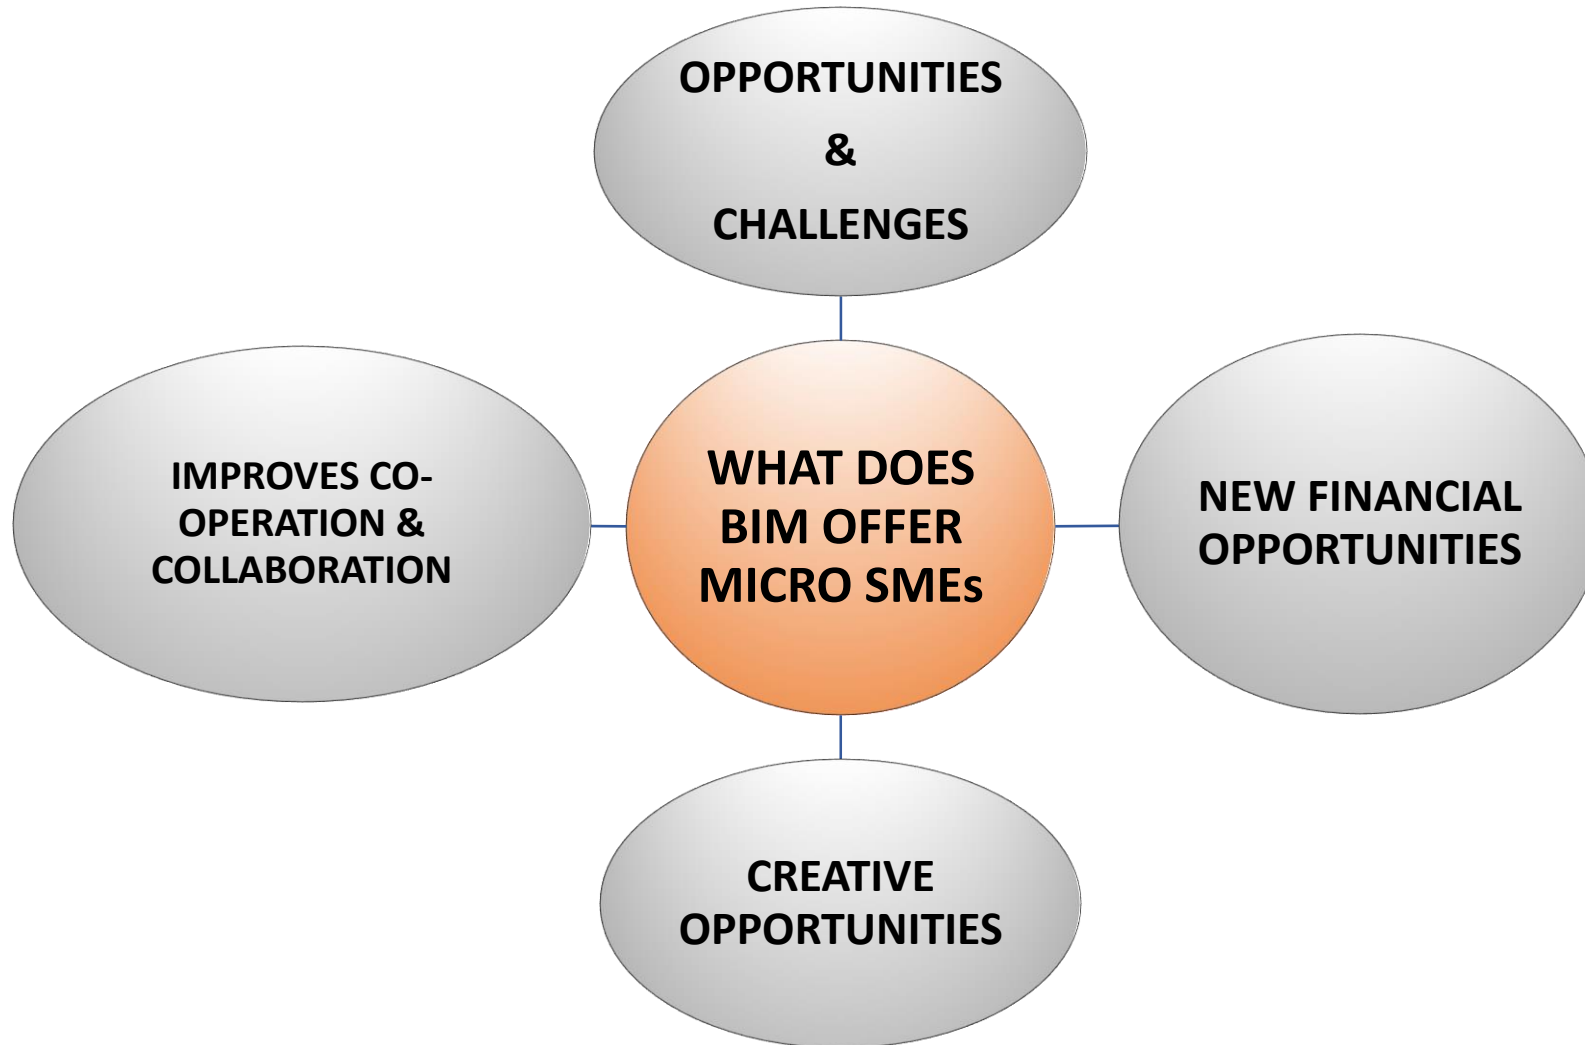 OPPORTUNITIES
&
CHALLENGES
IMPROVES CO-
OPERATION &
COLLABORATION
WHAT DOES
BIM OFFER
MICRO SMEs
NEW FINANCIAL
OPPORTUNITIES
CREATIVE
OPPORTUNITIES